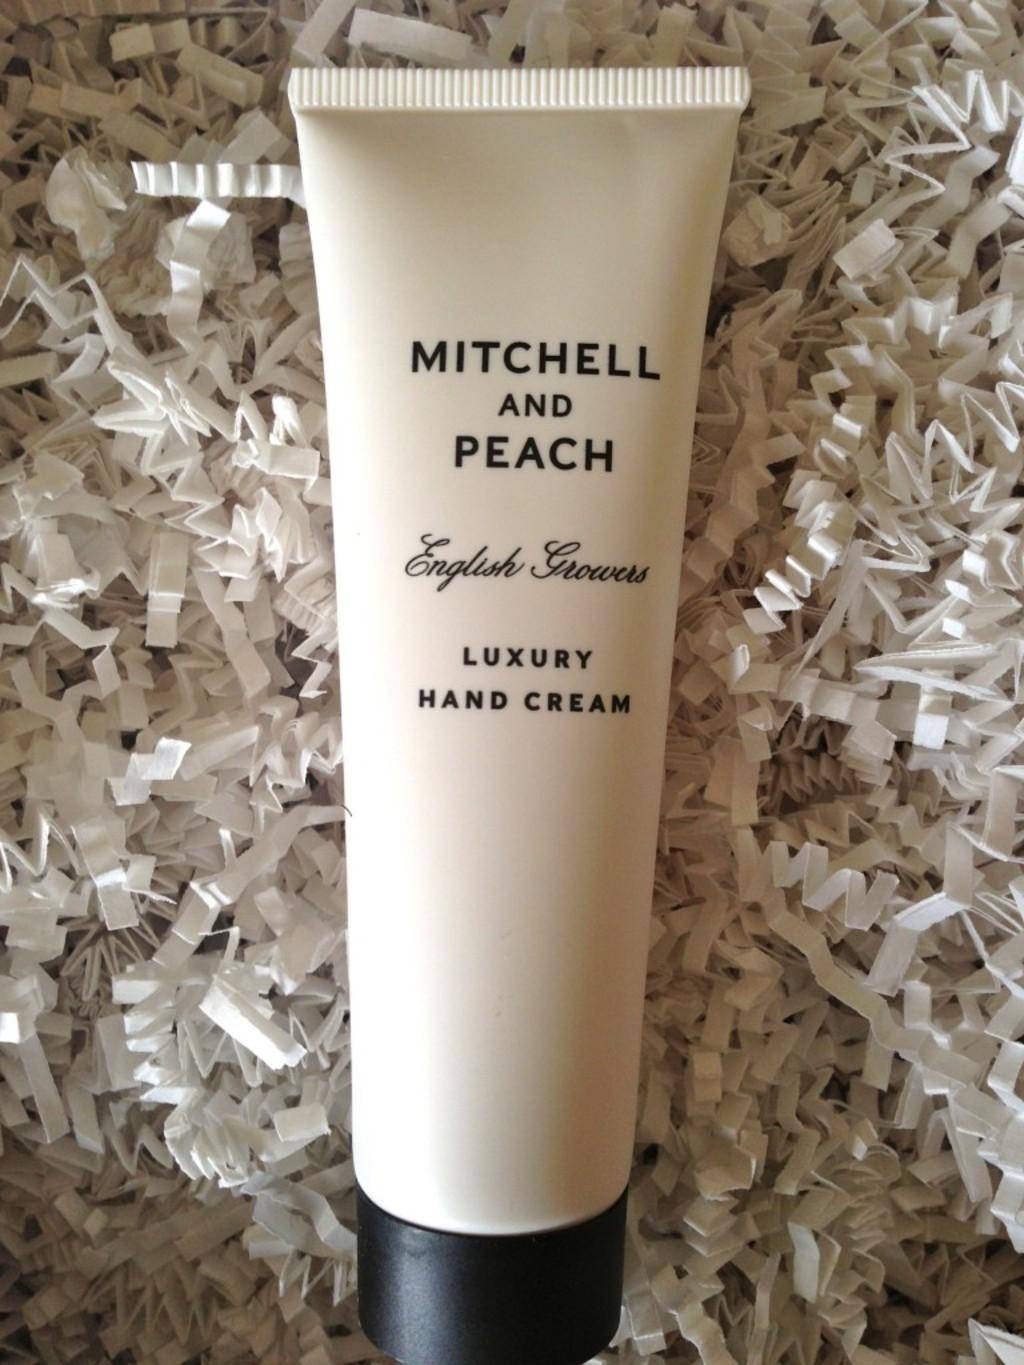 MITCHELL
AND
PEACH
English Growers
LUXURY
HAND CREAM